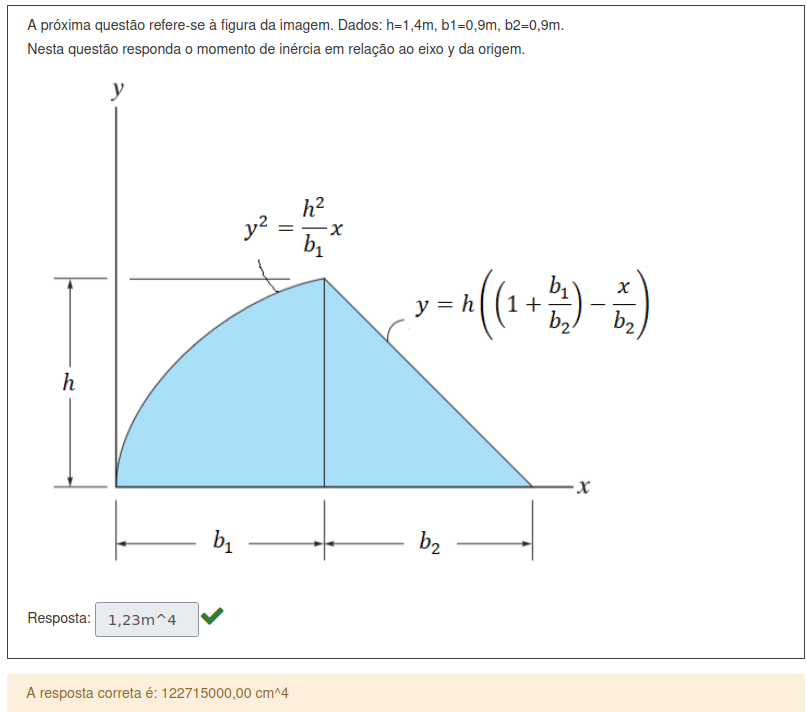 A próxima questão refere-se à figura da imagem. Dados: h=1,4m, b1=0,9m, b2=0,9m.
Nesta questão responda o momento de inércia em relação ao eixo y da origem.
y
y² = h²/b₁ x
y = h((1 + b₁/b₂) − x/b₂)
h
x
b₁ b₂
Resposta: 1,23m^4
A resposta correta é: 122715000,00 cm^4